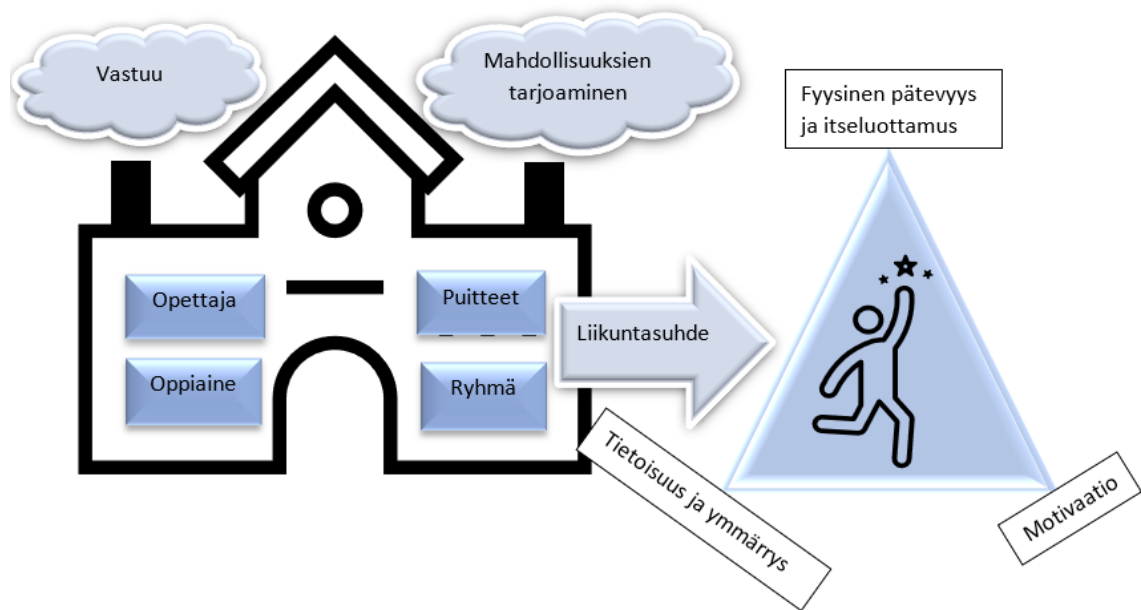 Vastuu
Mahdollisuuksien
tarjoaminen
Fyysinen pätevyys
ja itseluottamus
Opettaja
Puitteet
Liikuntasuhde
Oppiaine
Ryhmä
Tietoisuus ja ymmärrys
Motivaatio